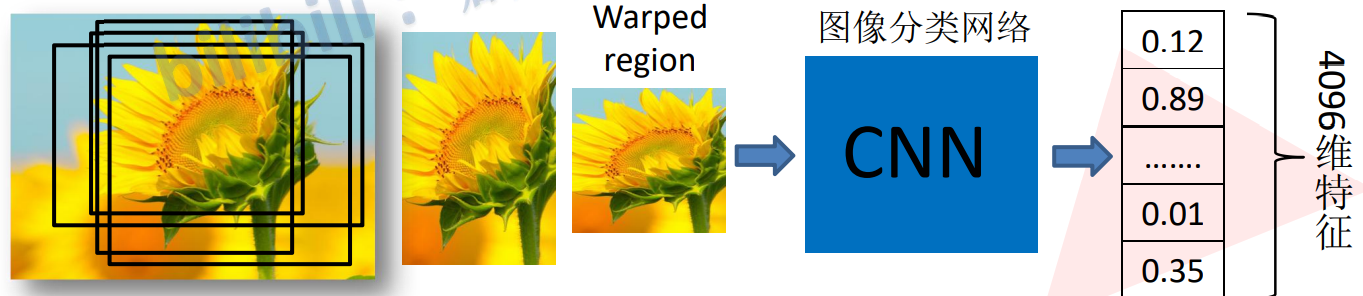 bilibili:
Warped
region
图像分类网络
CNN
0.12
0.89
.......
0.01
0.35
4096维特征